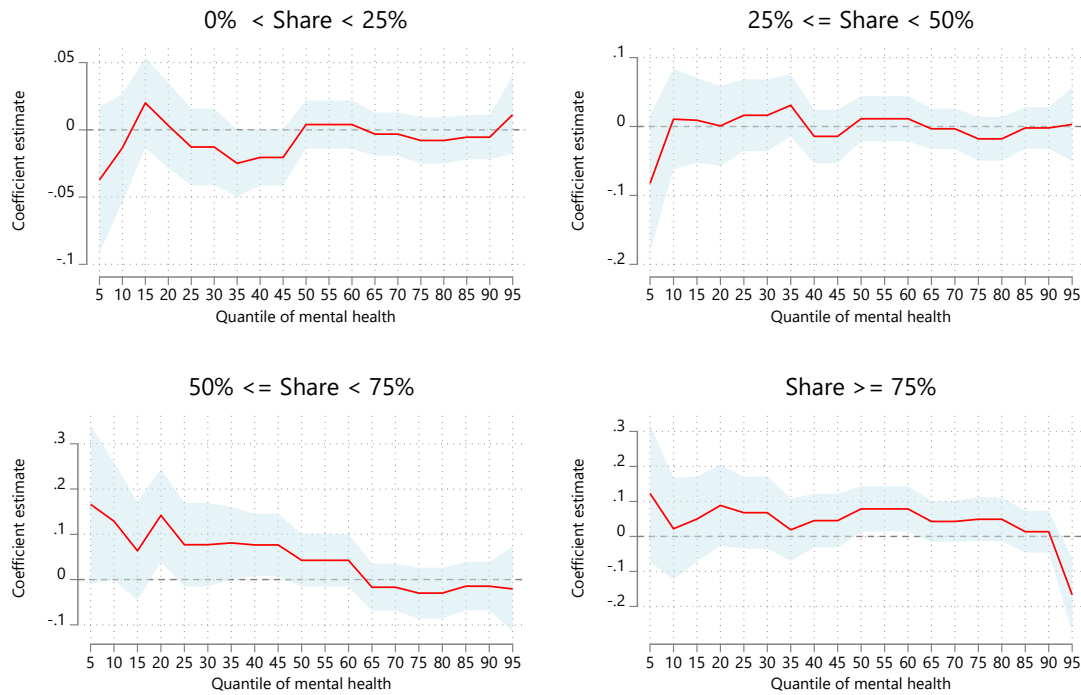 0% < Share < 25%
.05
0
-.05
-.1
Coefficient estimate
5 10 15 20 25 30 35 40 45 50 55 60 65 70 75 80 85 90 95
Quantile of mental health
25% <= Share < 50%
.1
0
-.1
-.2
Coefficient estimate
5 10 15 20 25 30 35 40 45 50 55 60 65 70 75 80 85 90 95
Quantile of mental health
50% <= Share < 75%
.3
.2
.1
0
-.1
Coefficient estimate
5 10 15 20 25 30 35 40 45 50 55 60 65 70 75 80 85 90 95
Quantile of mental health
Share >= 75%
.3
.2
.1
0
-.1
-.2
Coefficient estimate
5 10 15 20 25 30 35 40 45 50 55 60 65 70 75 80 85 90 95
Quantile of mental health